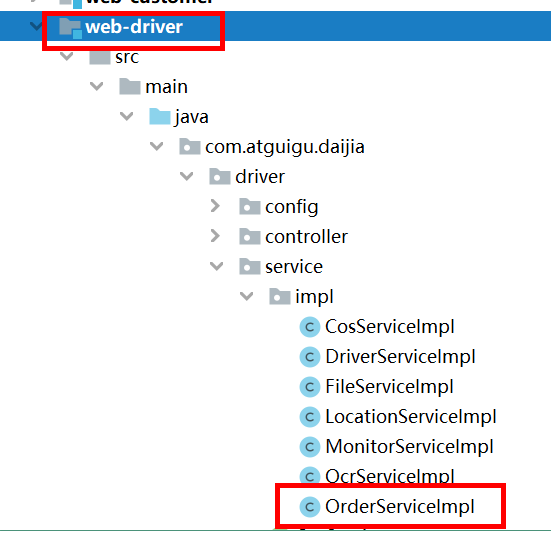 web-customer
web-driver
src
main
java
com.atguigu.daijia
driver
config
controller
service
impl
CosServiceImpl
DriverServiceImpl
FileServiceImpl
LocationServiceImpl
MonitorServiceImpl
OcrServiceImpl
OrderServiceImpl